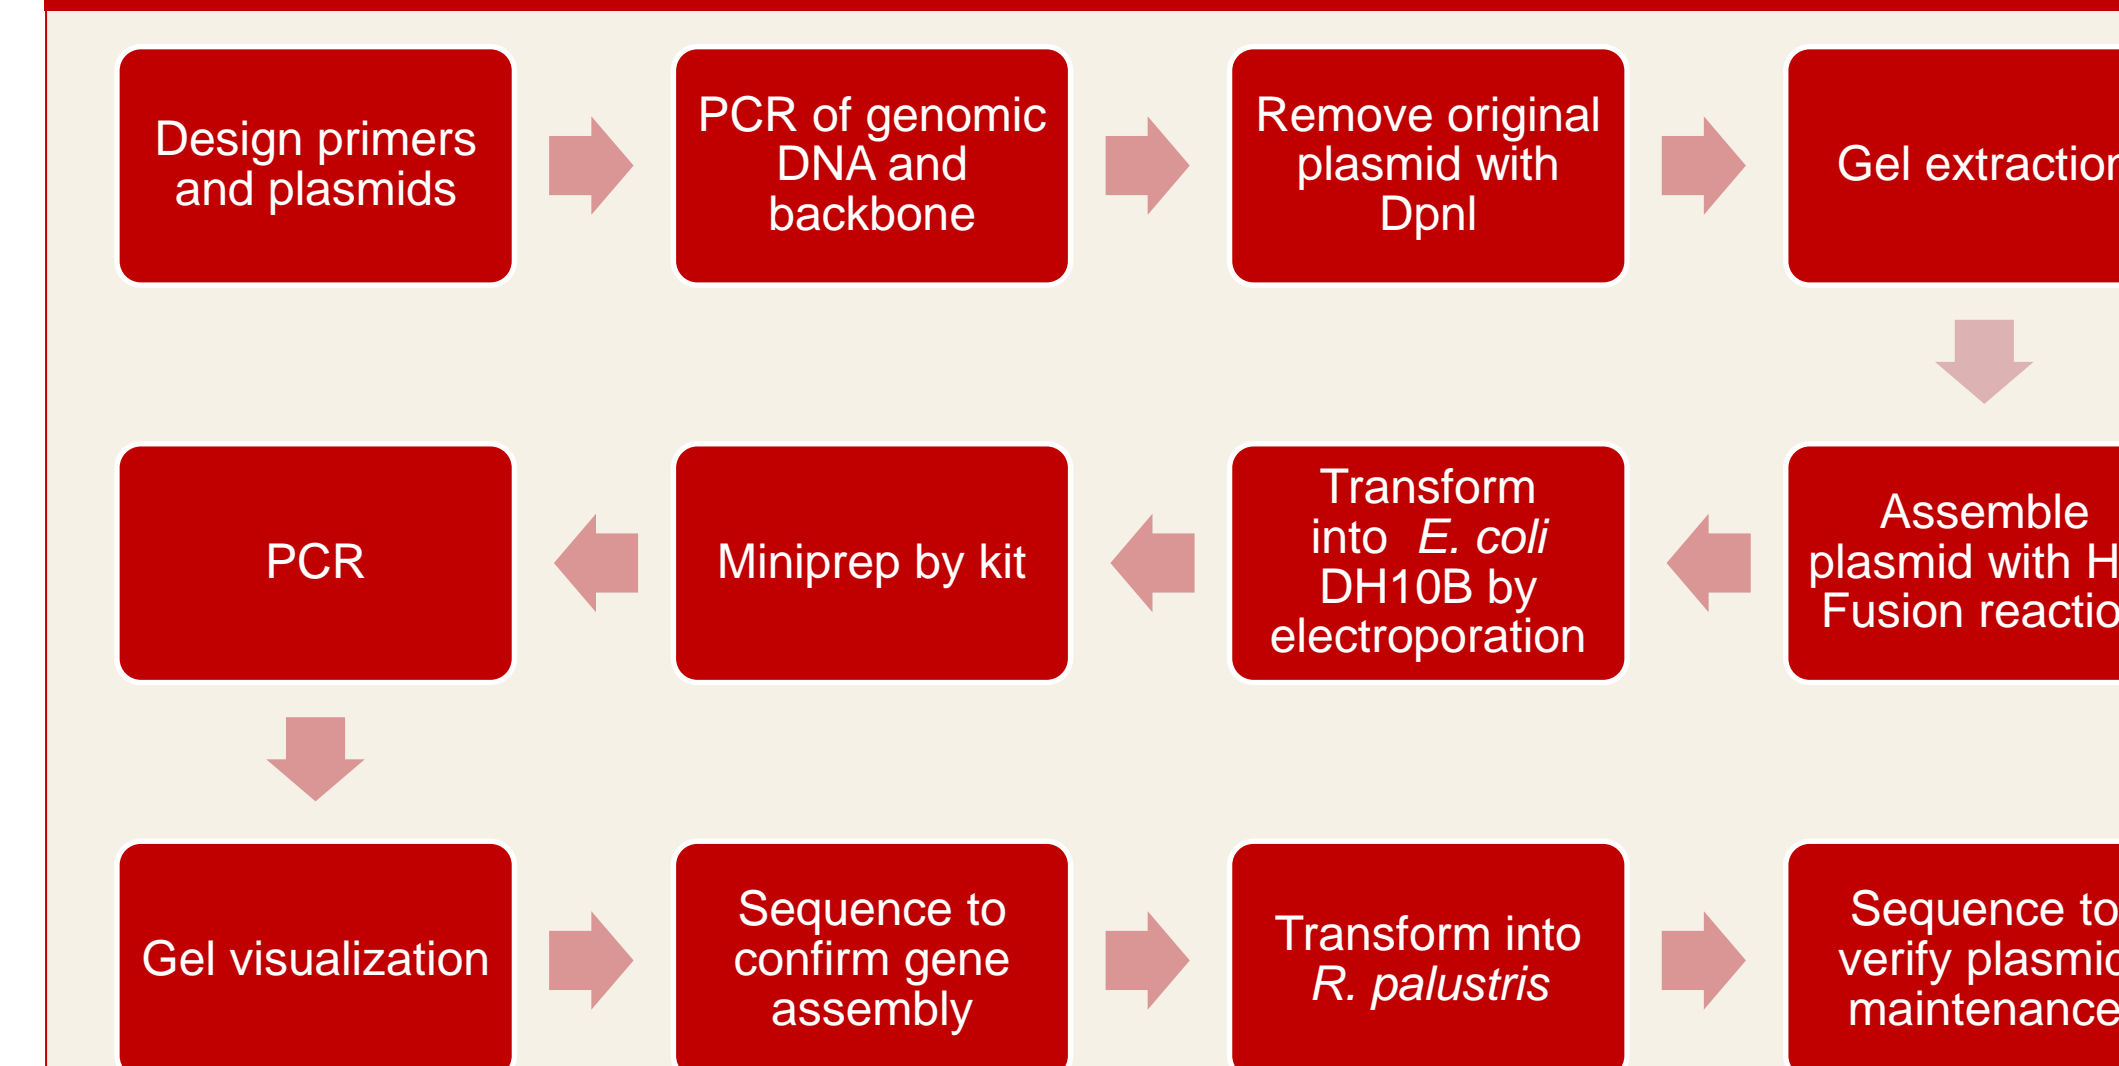 Design primers
and plasmids
PCR of genomic
DNA and
backbone
Remove original
plasmid with
DpnI
Gel extraction
Assemble
plasmid with H
Fusion reactio
Transform
into E. coli
DH10B by
electroporation
Miniprep by kit
PCR
Gel visualization
Sequence to
confirm gene
assembly
Transform into
R. palustris
Sequence to
verify plasmid
maintenance